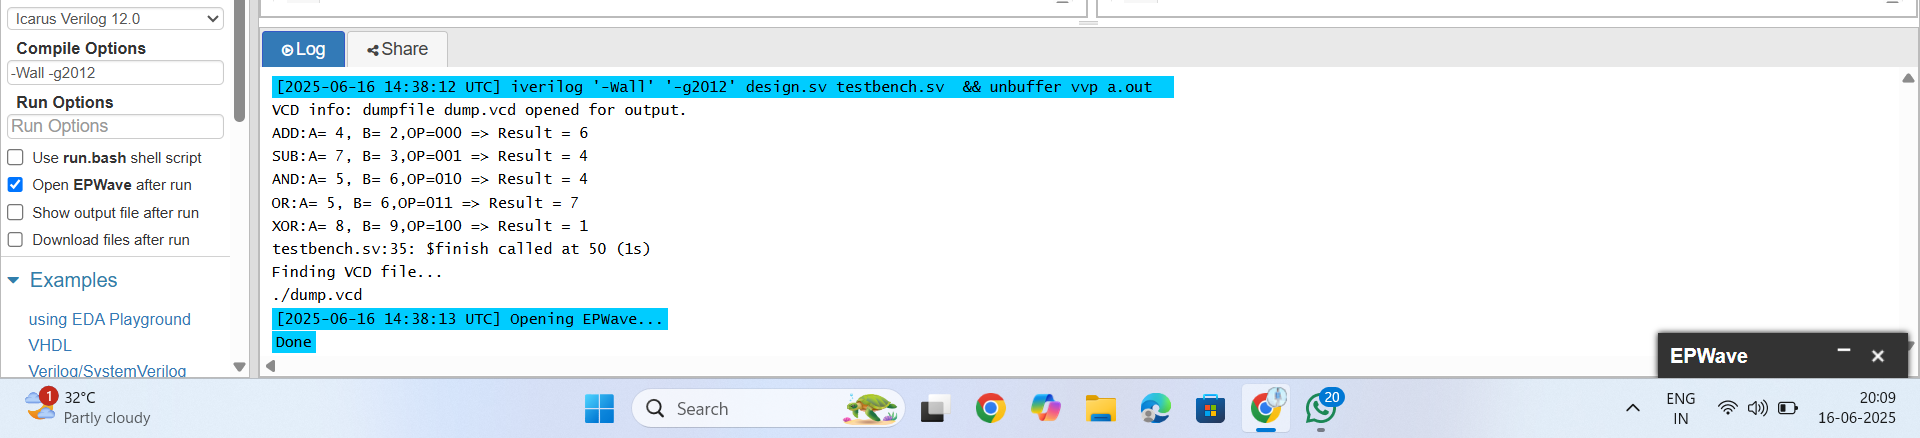 Icarus Verilog 12.0
Compile Options
-Wall -g2012
Run Options
Run Options
Use run.bash shell script
Open EPWave after run
Show output file after run
Download files after run
Examples
using EDA Playground
VHDL
Verilog/SystemVerilog
Log
Share
[2025-06-16 14:38:12 UTC] iverilog '-Wall' '-g2012' design.sv testbench.sv  && unbuffer vvp a.out
VCD info: dumpfile dump.vcd opened for output.
ADD:A= 4, B= 2,OP=000 => Result = 6
SUB:A= 7, B= 3,OP=001 => Result = 4
AND:A= 5, B= 6,OP=010 => Result = 4
OR:A= 5, B= 6,OP=011 => Result = 7
XOR:A= 8, B= 9,OP=100 => Result = 1
testbench.sv:35: $finish called at 50 (1s)
Finding VCD file...
./dump.vcd
[2025-06-16 14:38:13 UTC] Opening EPWave...
Done
EPWave
1
32°C
Partly cloudy
Search
20
ENG
IN
20:09
16-06-2025